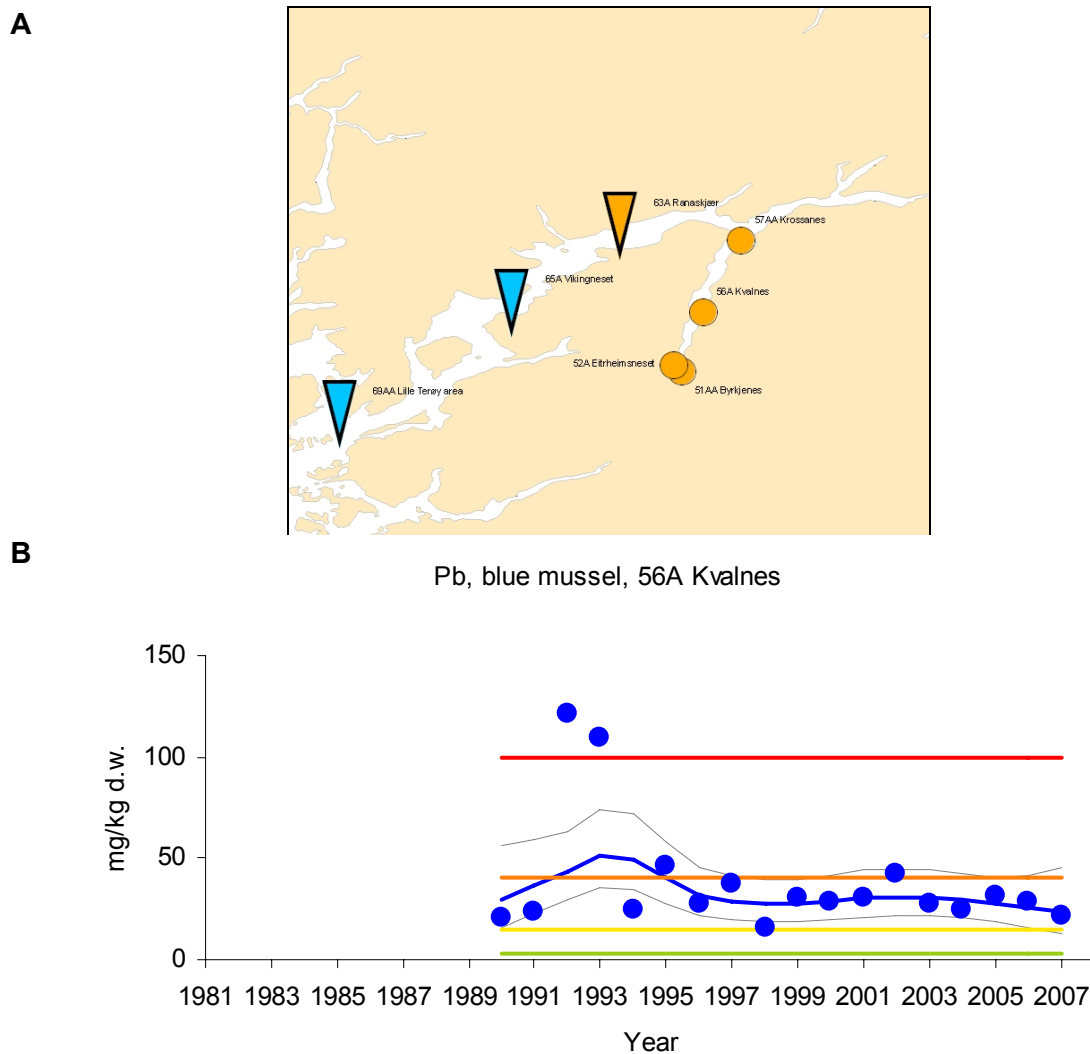 A
63A Ranaskjær
57AA Krossanes
65A Vikingneset
56A Kvalnes
52A Eitrheimsneset
69AA Lille Terøy area
51AA Byrkjenes
B
Pb, blue mussel, 56A Kvalnes
150
100
50
0
mg/kg d.w.
1981 1983 1985 1987 1989 1991 1993 1995 1997 1999 2001 2003 2005 2007
Year